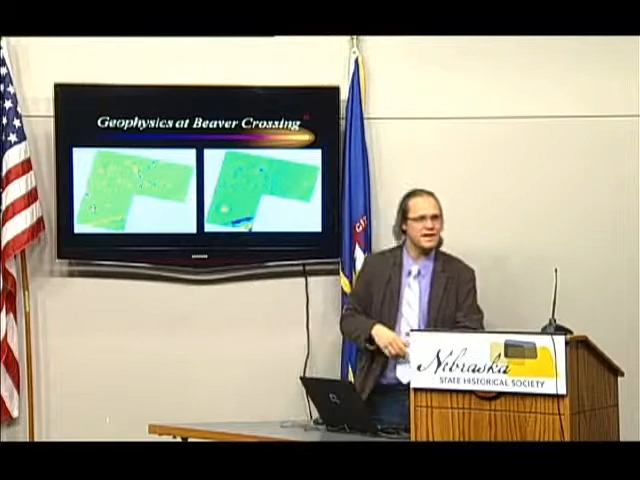 Geophysics at Beaver Crossing
Nebraska
STATE HISTORICAL SOCIETY